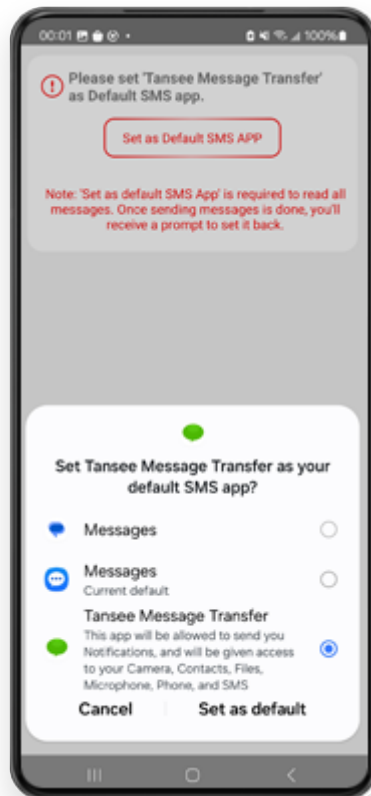 00:01
100%
Please set 'Tansee Message Transfer'
as Default SMS app.
Set as Default SMS APP
Note: 'Set as default SMS App' is required to read all
messages. Once sending messages is done, you'll
receive a prompt to set it back.
Set Tansee Message Transfer as your
default SMS app?
Messages
Messages
Current default
Tansee Message Transfer
This app will be allowed to send you
Notifications, and will be given access
to your Camera, Contacts, Files,
Microphone, Phone, and SMS
Cancel
Set as default